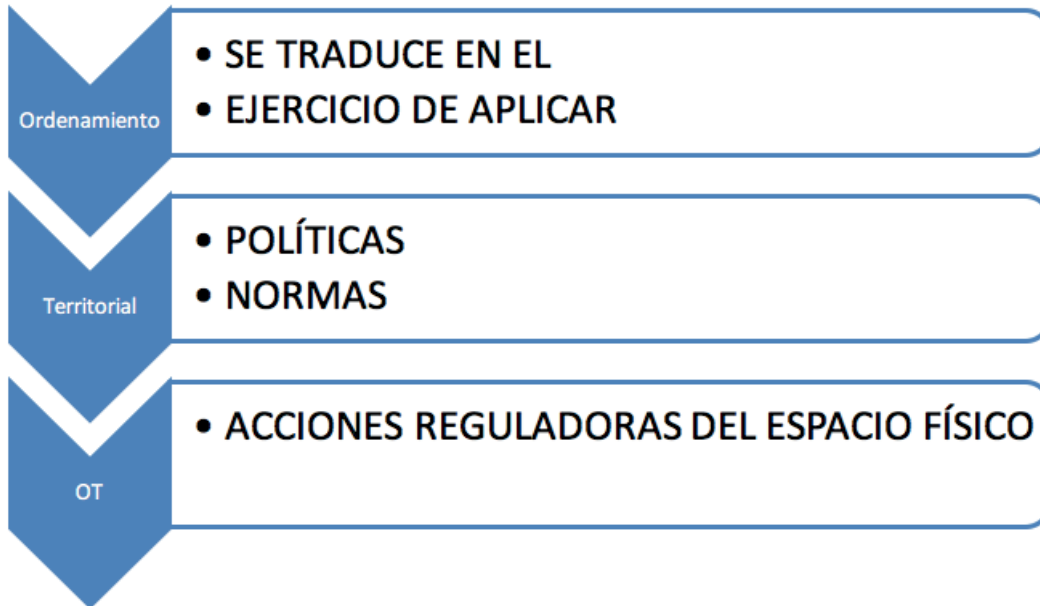 Ordenamiento
• SE TRADUCE EN EL
• EJERCICIO DE APLICAR
Territorial
• POLÍTICAS
• NORMAS
OT
• ACCIONES REGULADORAS DEL ESPACIO FÍSICO